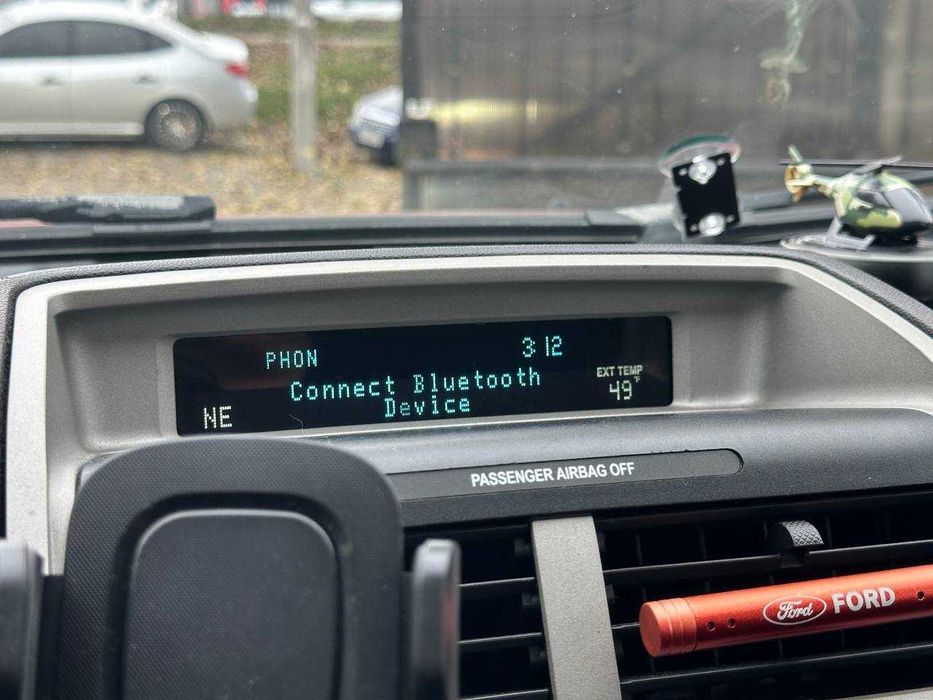 PHON 3:12
Connect Bluetooth
Device
EXT TEMP
49°F
NE
PASSENGER AIRBAG OFF
Ford FORD